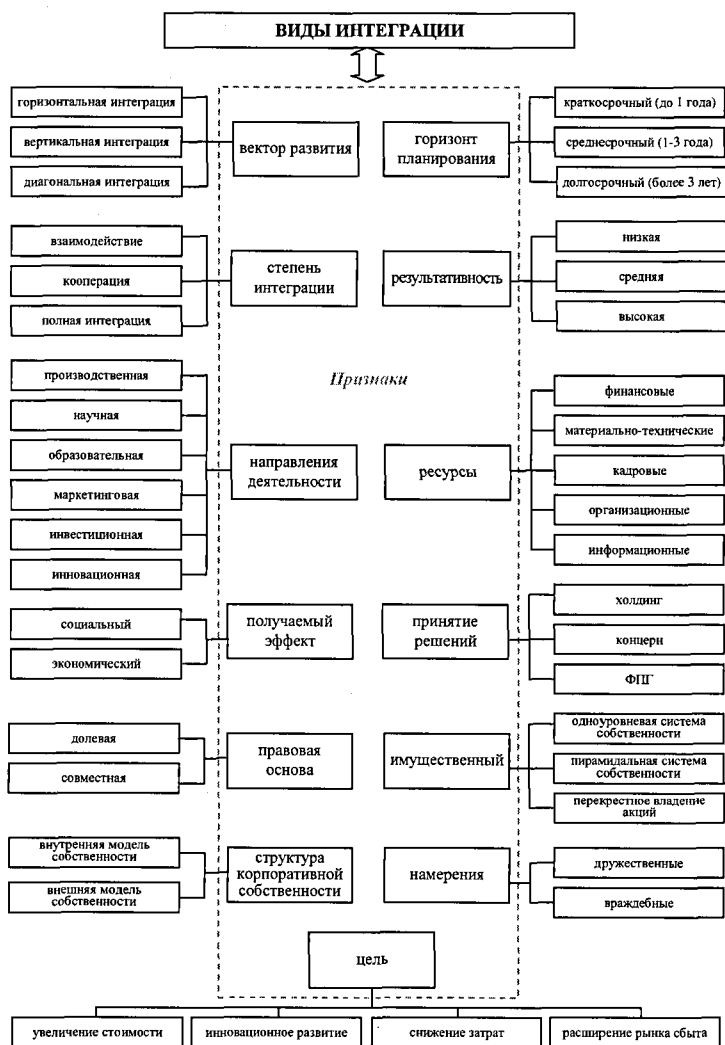 ВИДЫ ИНТЕГРАЦИИ
горизонтальная интеграция
вертикальная интеграция
диагональная интеграция
вектор развития
горизонт
планирования
краткосрочный (до 1 года)
среднесрочный (1-3 года)
долгосрочный (более 3 лет)
взаимодействие
кооперация
полная интеграция
степень
интеграции
результативность
низкая
средняя
высокая
Признаки
производственная
научная
образовательная
маркетинговая
инвестиционная
инновационная
направления
деятельности
ресурсы
финансовые
материально-технические
кадровые
организационные
информационные
социальный
экономический
получаемый
эффект
принятие
решений
холдинг
концерн
ФПГ
долевая
совместная
правовая
основа
имущественный
одноуровневая система
собственности
пирамидальная система
собственности
перекрестное владение
акций
внутренняя модель
собственности
внешняя модель
собственности
структура
корпоративной
собственности
намерения
дружественные
враждебные
цель
увеличение стоимости
инновационное развитие
снижение затрат
расширение рынка сбыта